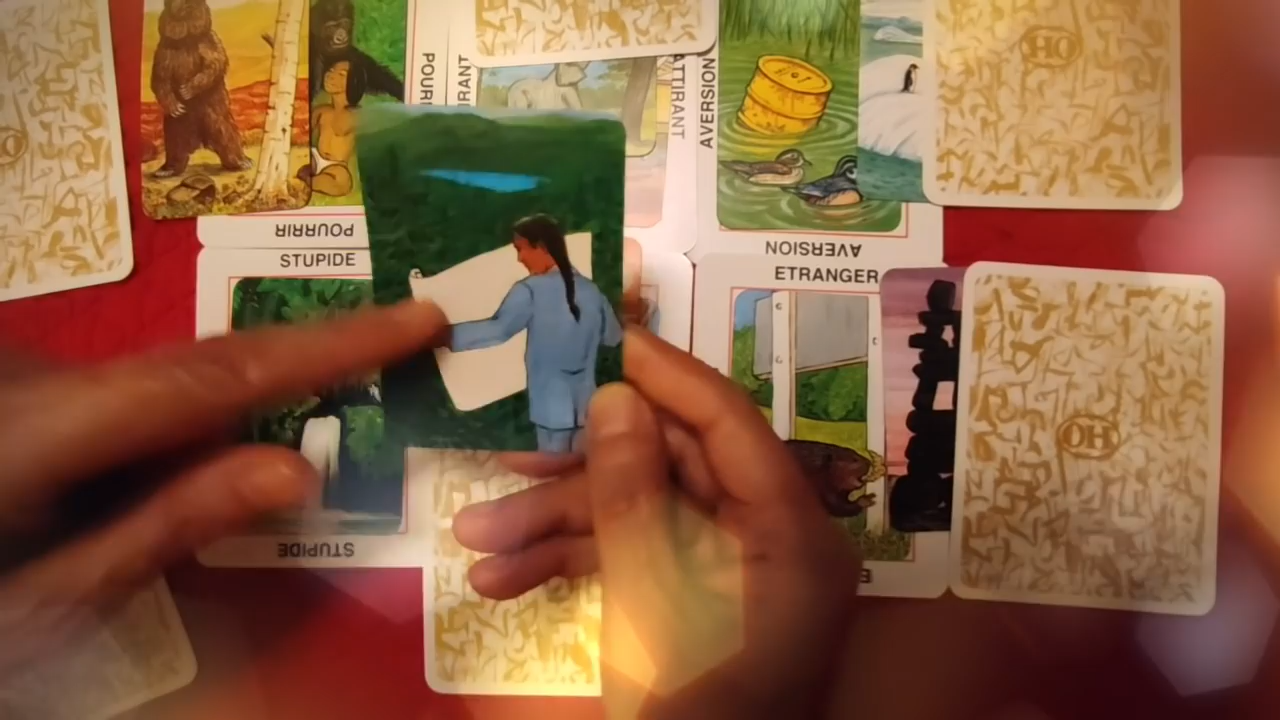 OH
POURRIR
ATTIRANT
AVERSION
POURRIR
AVERSION
STUPIDE
ETRANGER
OH
STUPIDE